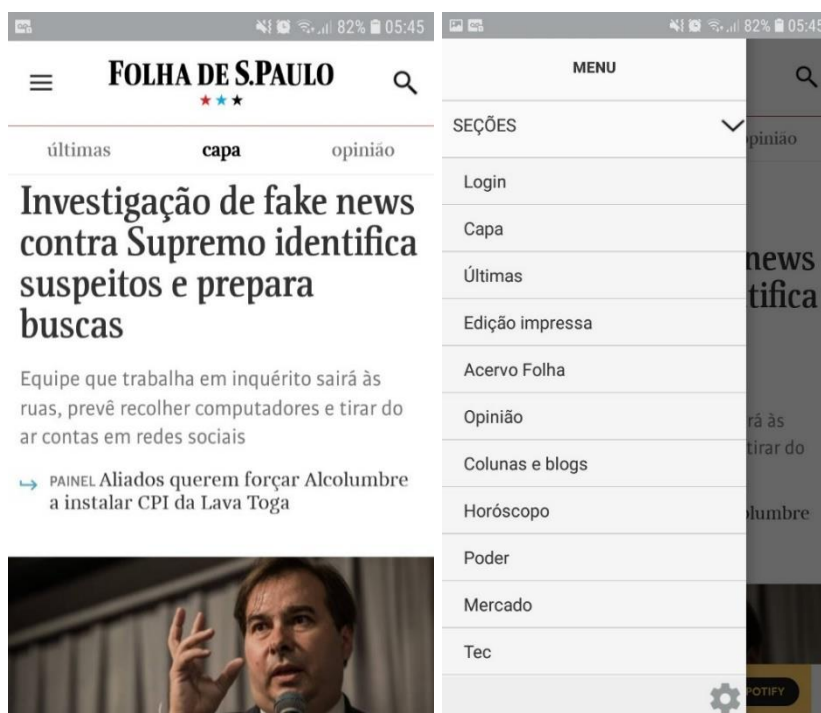 82% 05:45
FOLHA DE S.PAULO
últimas capa opinião
Investigação de fake news
contra Supremo identifica
suspeitos e prepara
buscas
Equipe que trabalha em inquérito sairá às
ruas, prevê recolher computadores e tirar do
ar contas em redes sociais
PAINEL Aliados querem forçar Alcolumbre
a instalar CPI da Lava Toga
82% 05:45
MENU
SEÇÕES
Login
Capa
Últimas
Edição impressa
Acervo Folha
Opinião
Colunas e blogs
Horóscopo
Poder
Mercado
Tec
pinião
news
tifica
rá às
tirar do
lumbre
POTIFY